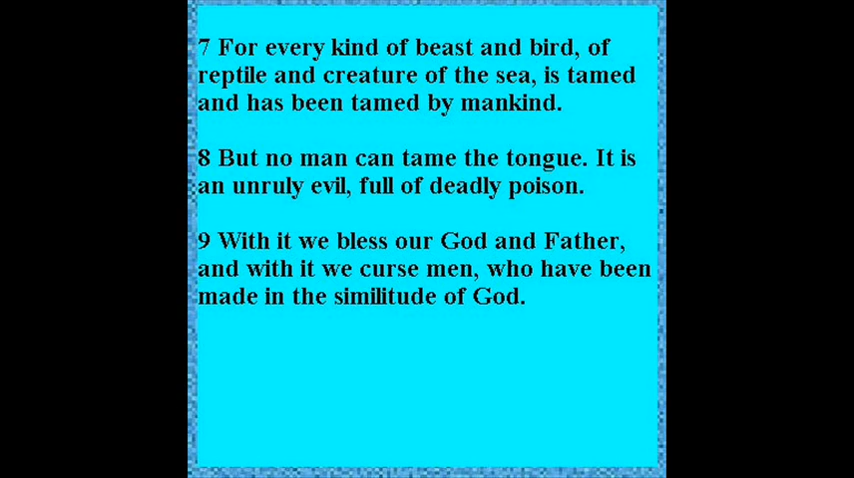 7 For every kind of beast and bird, of
reptile and creature of the sea, is tamed
and has been tamed by mankind.
8 But no man can tame the tongue. It is
an unruly evil, full of deadly poison.
9 With it we bless our God and Father,
and with it we curse men, who have been
made in the similitude of God.